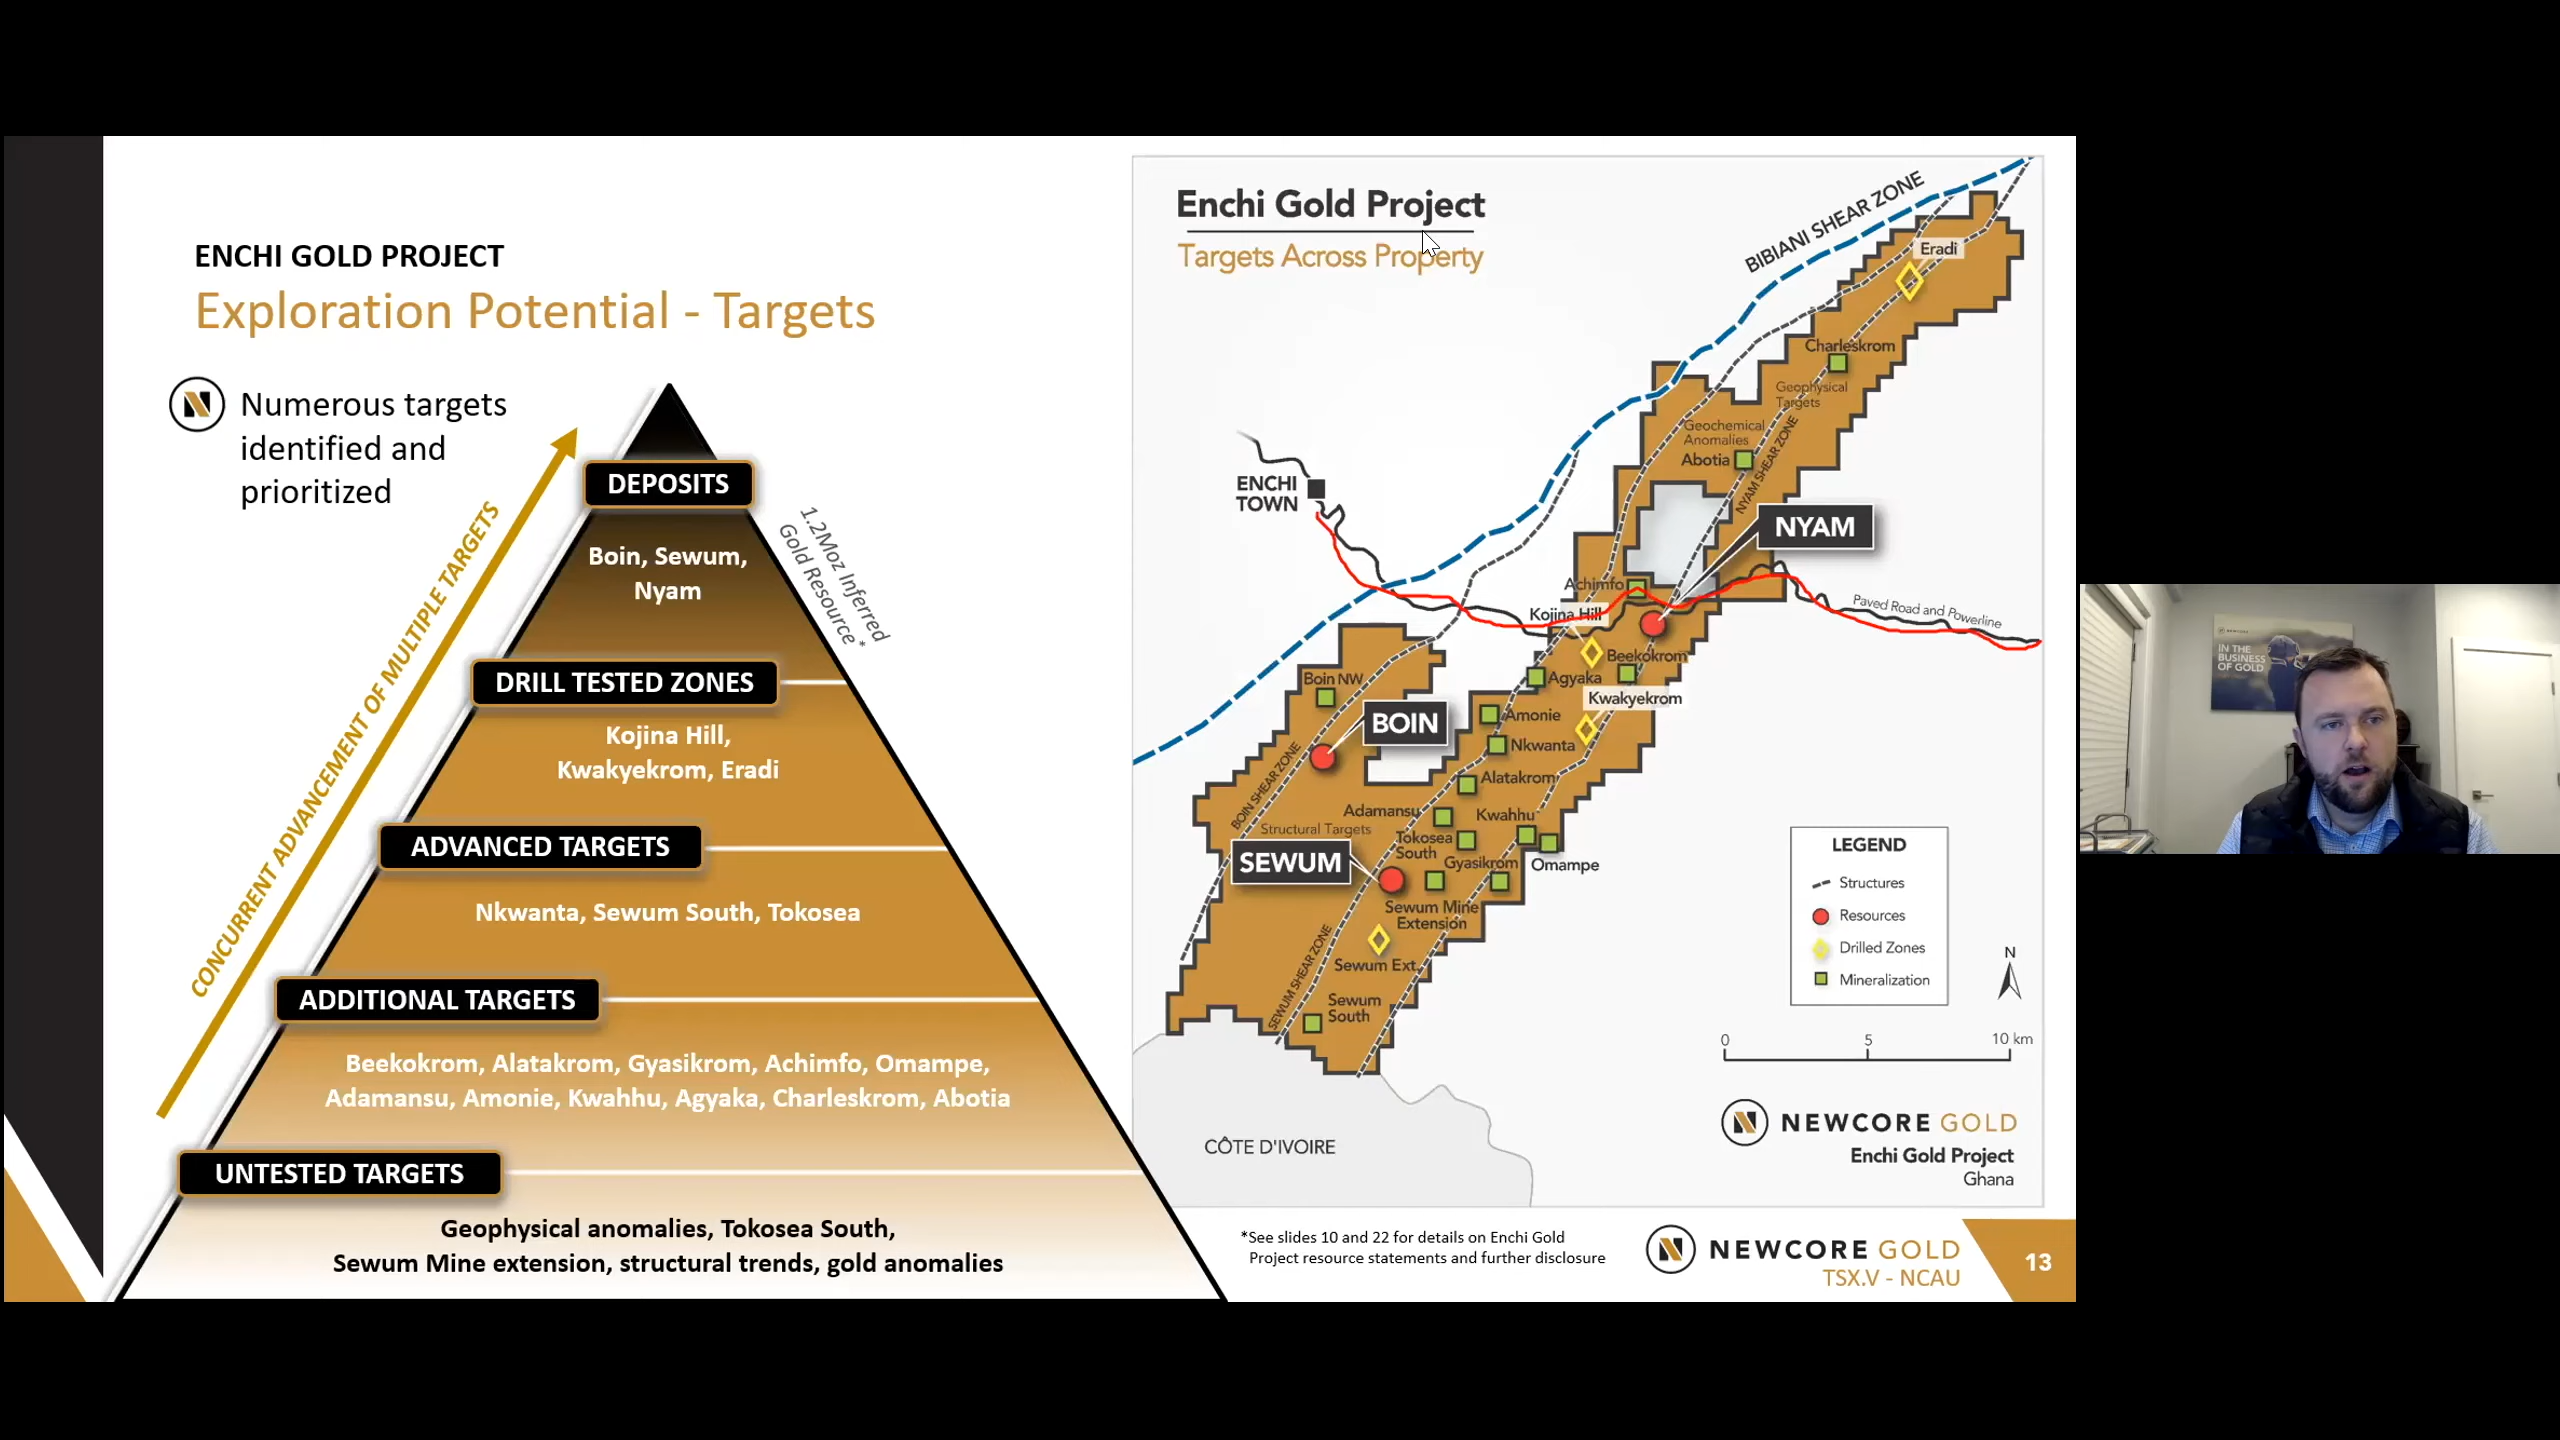 ENCHI GOLD PROJECT
Exploration Potential - Targets
Numerous targets
identified and
prioritized
CONCURRENT ADVANCEMENT OF MULTIPLE TARGETS
DEPOSITS
Boin, Sewum,
Nyam
1.2Moz Inferred
Gold Resource*
DRILL TESTED ZONES
Kojina Hill,
Kwakyekrom, Eradi
ADVANCED TARGETS
Nkwanta, Sewum South, Tokosea
ADDITIONAL TARGETS
Beekokrom, Alatakrom, Gyasikrom, Achimfo, Omampe,
Adamansu, Amonie, Kwahhu, Agyaka, Charleskrom, Abotia
UNTESTED TARGETS
Geophysical anomalies, Tokosea South,
Sewum Mine extension, structural trends, gold anomalies
Enchi Gold Project
Targets Across Property
BIBIANI SHEAR ZONE
Eradi
Charleskrom
Geophysical
Targets
Geochemical
Anomalies
Abotia
NYAM SHEAR ZONE
ENCHI
TOWN
NYAM
Achimfo
Kojina Hill
Paved Road and Powerline
Beekokrom
Agyaka
Boin NW
Kwakyekrom
BOIN
Amonie
Nkwanta
BOIN SHEAR ZONE
Alatakrom
Adamansu
Kwahhu
Structural Targets
Tokosea
South
Gyasikrom
Omampe
SEWUM
Sewum Mine
Extension
SEWUM SHEAR ZONE
Sewum Ext.
Sewum
South
CÔTE D'IVOIRE
LEGEND
Structures
Resources
Drilled Zones
Mineralization
N
0 5 10 km
NEWCORE GOLD
Enchi Gold Project
Ghana
*See slides 10 and 22 for details on Enchi Gold
Project resource statements and further disclosure
NEWCORE GOLD
TSX.V - NCAU
13
NEWCORE
IN THE
BUSINESS
OF GOLD